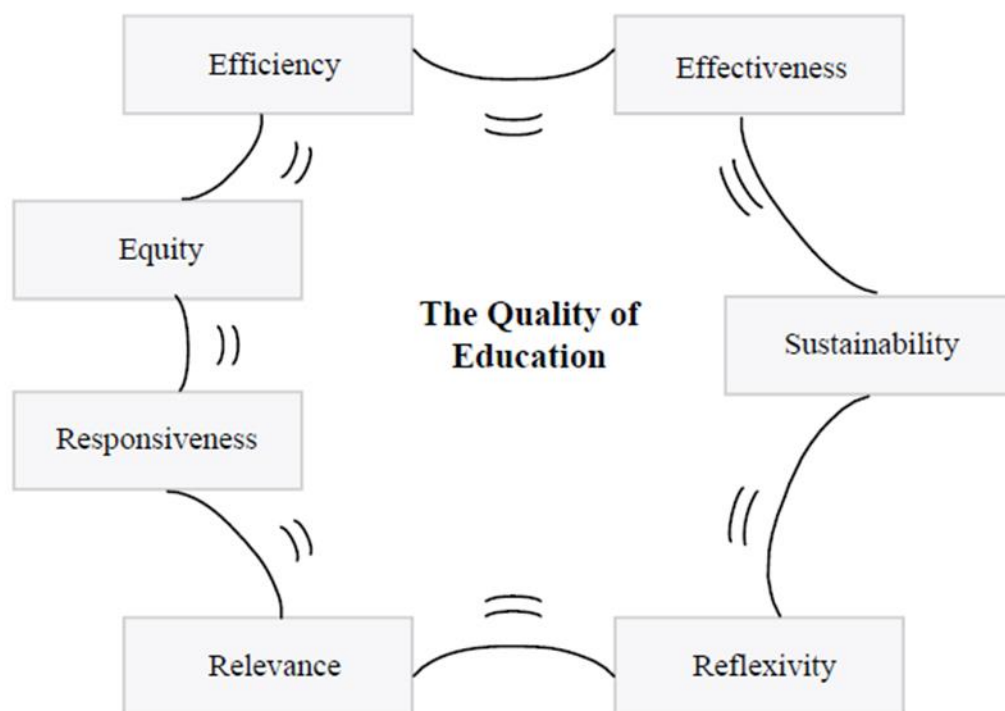 Efficiency
Effectiveness
Equity
The Quality of
Education
Sustainability
Responsiveness
Relevance
Reflexivity